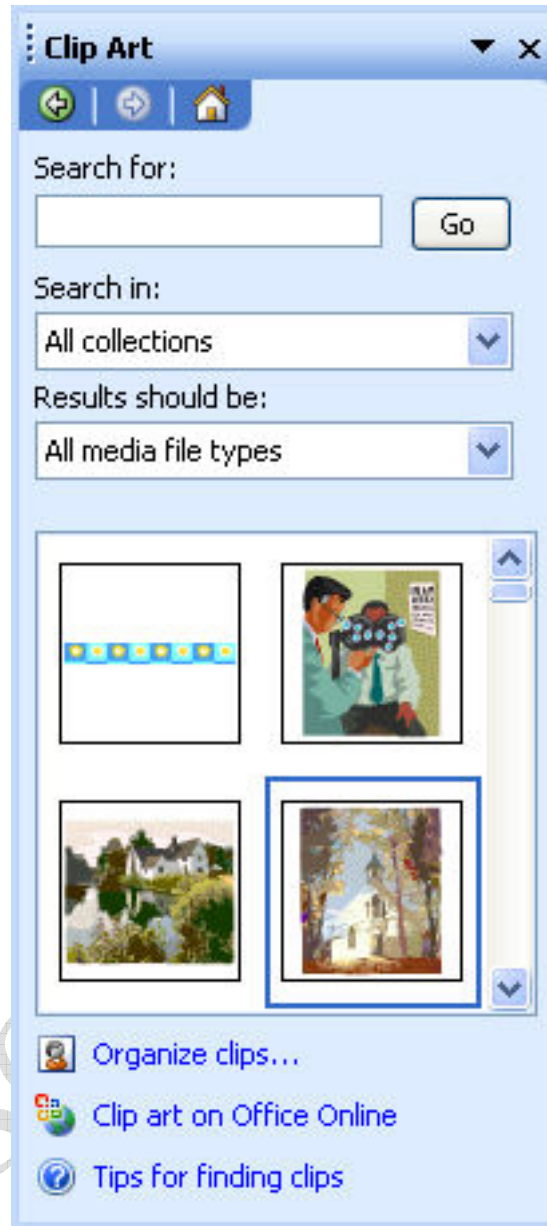 Clip Art
Search for:
Go
Search in:
All collections
Results should be:
All media file types
Organize clips...
Clip art on Office Online
Tips for finding clips